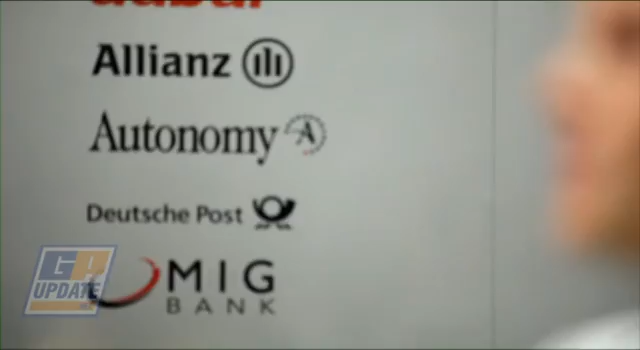 Allianz
Autonomy
Deutsche Post
MIG
BANK
UPDATE